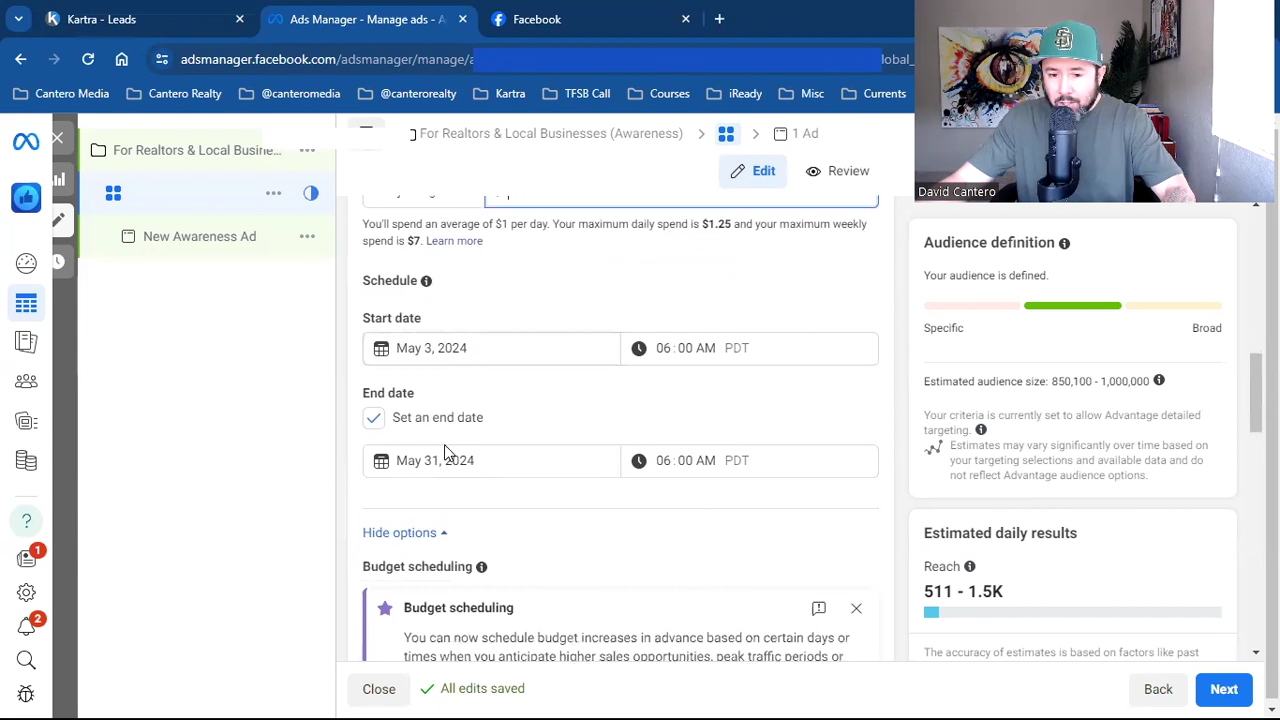 Kartra - Leads
Ads Manager - Manage ads - A
Facebook
adsmanager.facebook.com/adsmanager/manage/a
lobal_
Cantero Media
Cantero Realty
@canteromedia
@canterorealty
Kartra
TFSB Call
Courses
iReady
Misc
Currents
For Realtors & Local Businesses (Awareness)
1 Ad
For Realtors & Local Busine...
Edit
Review
David Cantero
New Awareness Ad
You'll spend an average of $1 per day. Your maximum daily spend is $1.25 and your maximum weekly
spend is $7. Learn more
Schedule
Start date
May 3, 2024
06:00 AM PDT
End date
Set an end date
May 31, 2024
06:00 AM PDT
Hide options
Budget scheduling
Budget scheduling
You can now schedule budget increases in advance based on certain days or
times when you anticipate higher sales opportunities, peak traffic periods or
Audience definition
Your audience is defined.
Specific
Broad
Estimated audience size: 850,100 - 1,000,000
Your criteria is currently set to allow Advantage detailed
targeting.
Estimates may vary significantly over time based on
your targeting selections and available data and do
not reflect Advantage audience options.
Estimated daily results
Reach
511 - 1.5K
The accuracy of estimates is based on factors like past
1
2
Close
All edits saved
Back
Next